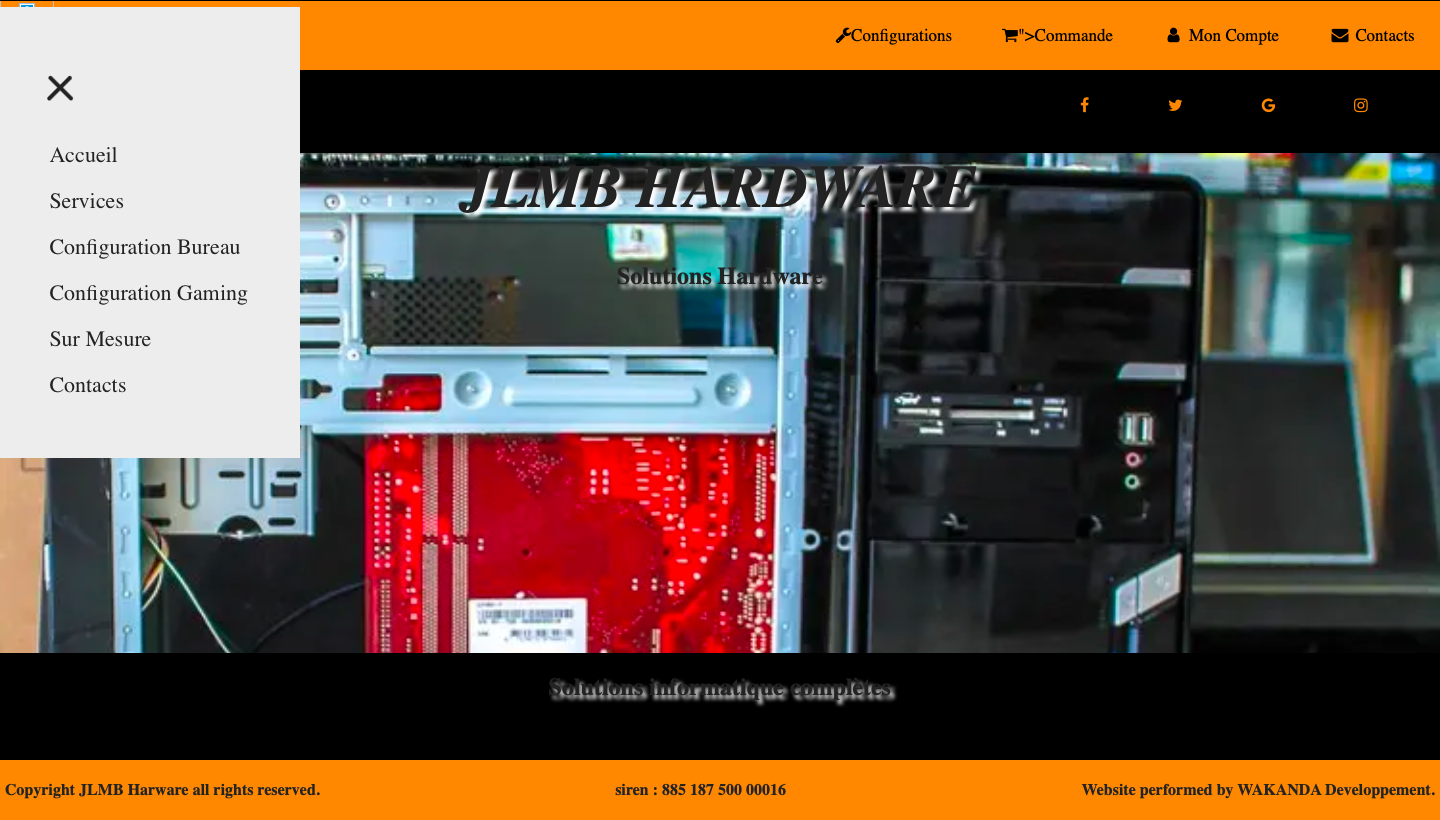 Configurations
">Commande
Mon Compte
Contacts
Accueil
Services
Configuration Bureau
Configuration Gaming
Sur Mesure
Contacts
JLMB HARDWARE
Solutions Hardware
Solutions informatique complètes
Copyright JLMB Harware all rights reserved.
siren : 885 187 500 00016
Website performed by WAKANDA Developpement.